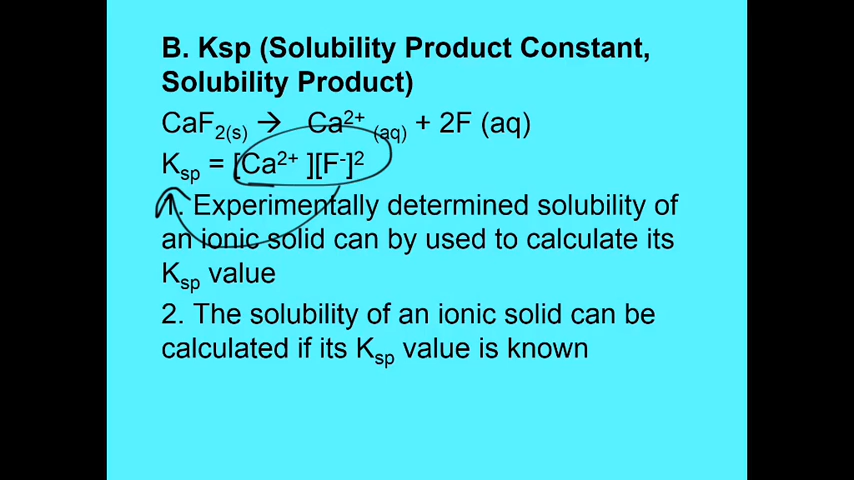 B. Ksp (Solubility Product Constant,
Solubility Product)
CaF2(s) → Ca2+ (aq) + 2F (aq)
Ksp = [Ca2+ ][F-]2
1. Experimentally determined solubility of
an ionic solid can by used to calculate its
Ksp value
2. The solubility of an ionic solid can be
calculated if its Ksp value is known